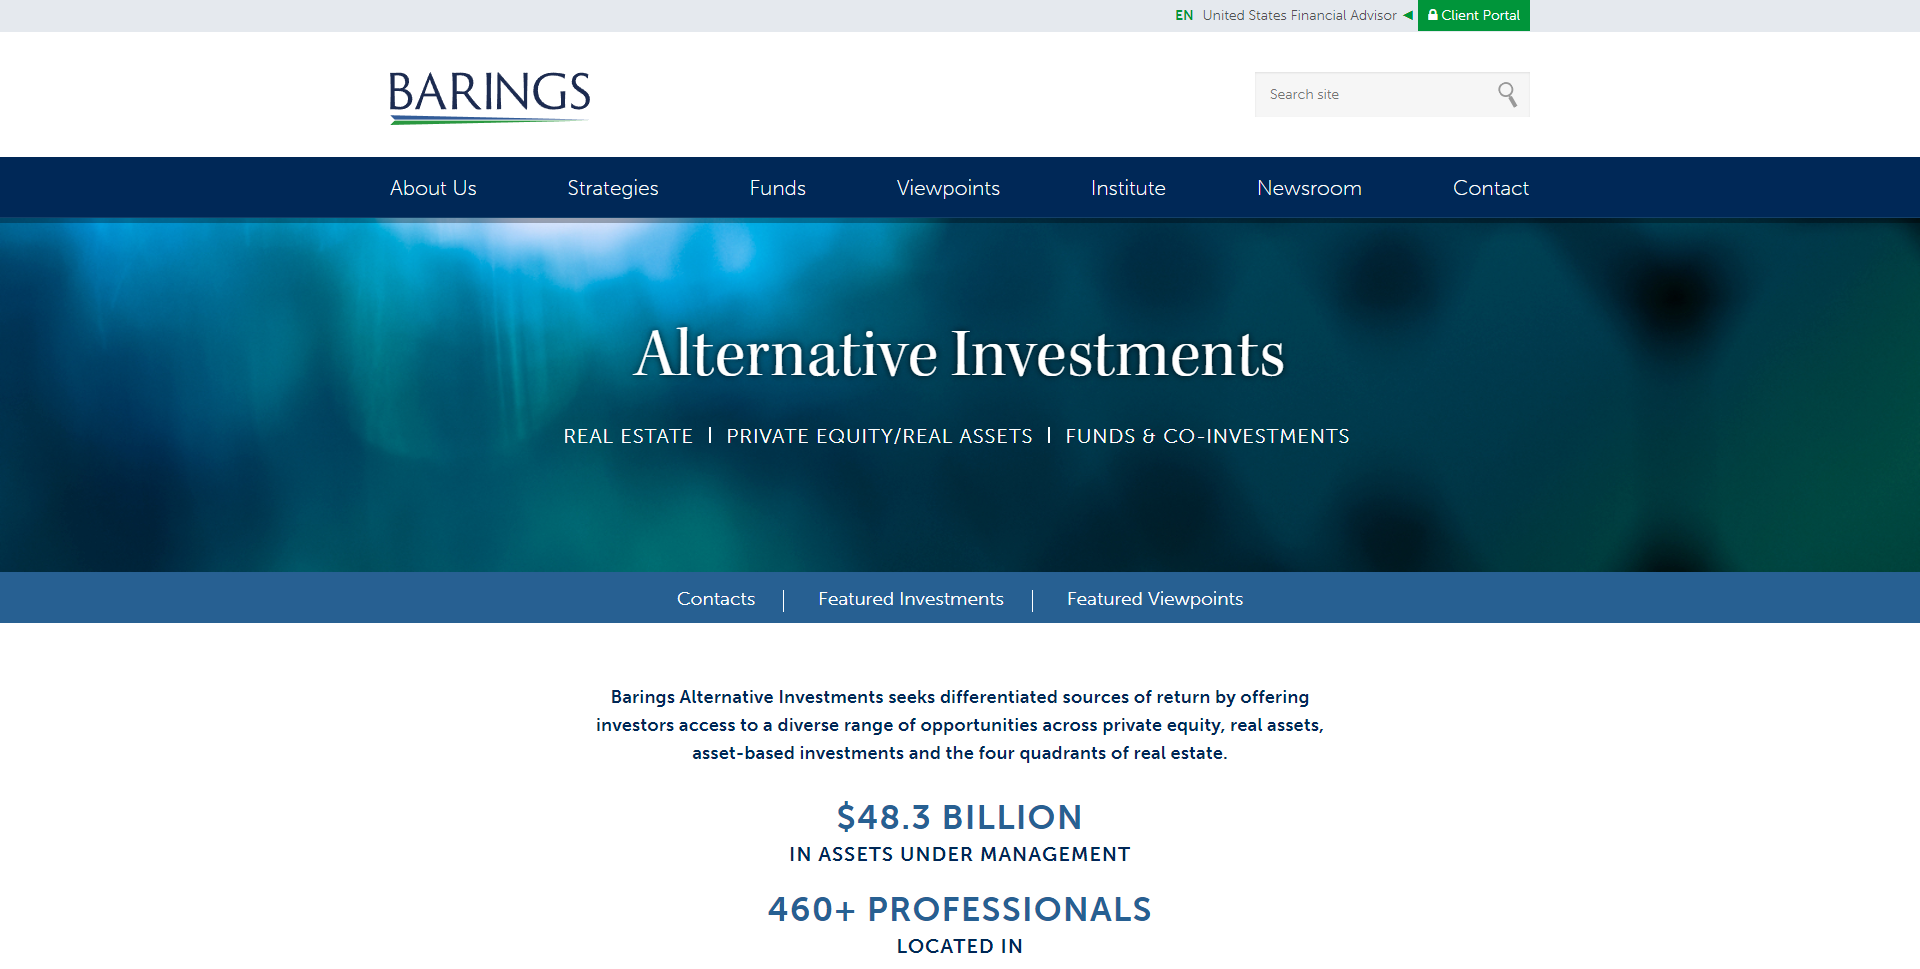 EN United States Financial Advisor Client Portal
BARINGS
Search site
About Us Strategies Funds Viewpoints Institute Newsroom Contact
Alternative Investments
REAL ESTATE | PRIVATE EQUITY/REAL ASSETS | FUNDS & CO-INVESTMENTS
Contacts | Featured Investments | Featured Viewpoints
Barings Alternative Investments seeks differentiated sources of return by offering
investors access to a diverse range of opportunities across private equity, real assets,
asset-based investments and the four quadrants of real estate.
$48.3 BILLION
IN ASSETS UNDER MANAGEMENT
460+ PROFESSIONALS
LOCATED IN